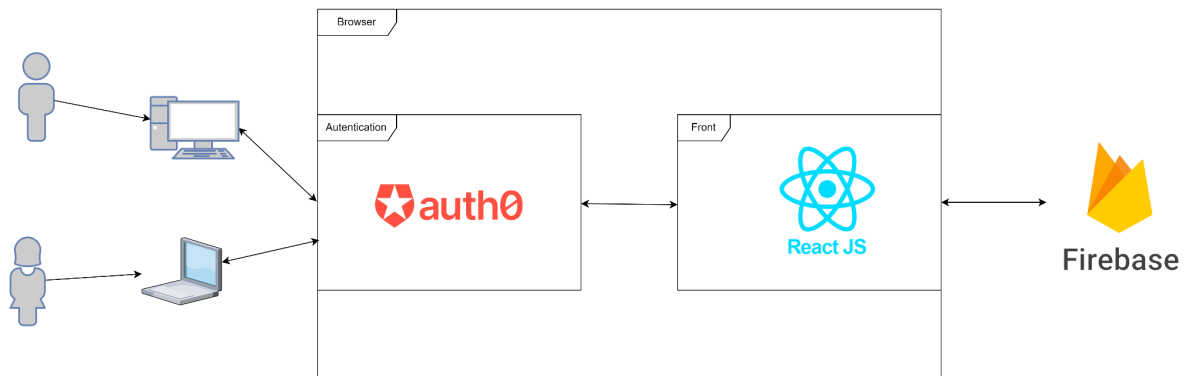 Browser
Autentication
Front
auth0
React JS
Firebase